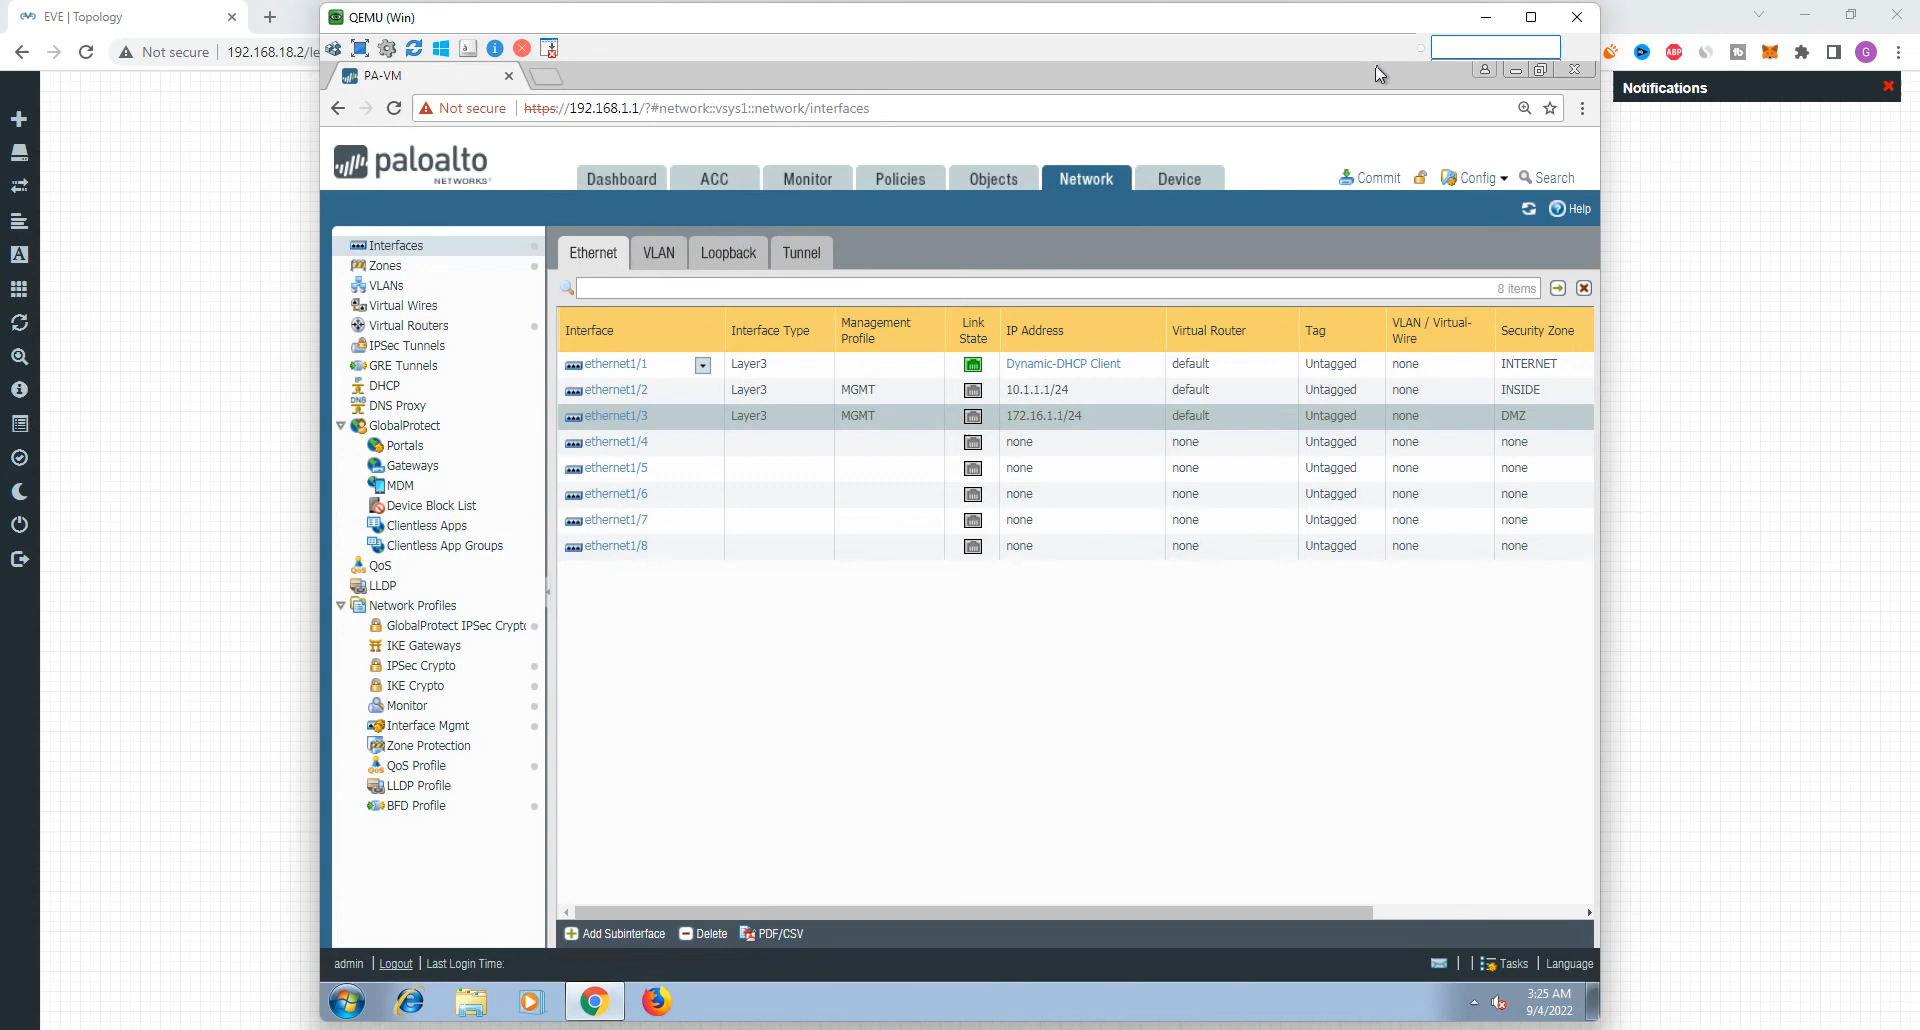 EVE | Topology
QEMU (Win)
Not secure
192.168.18.2/le
PA-VM
Not secure
https://192.168.1.1/?#network::vsys1::network/interfaces
Notifications
ABP
G
paloalto
NETWORKS®
Dashboard
ACC
Monitor
Policies
Objects
Network
Device
Commit
Config
Search
Help
Interfaces
Zones
VLANs
Virtual Wires
Virtual Routers
IPSec Tunnels
GRE Tunnels
DHCP
DNS Proxy
GlobalProtect
Portals
Gateways
MDM
Device Block List
Clientless Apps
Clientless App Groups
QoS
LLDP
Network Profiles
GlobalProtect IPSec Crypto
IKE Gateways
IPSec Crypto
IKE Crypto
Monitor
Interface Mgmt
Zone Protection
QoS Profile
LLDP Profile
BFD Profile
Ethernet VLAN Loopback Tunnel
8 items
Interface Interface Type Management Profile Link State IP Address Virtual Router Tag VLAN / Virtual-Wire Security Zone
ethernet1/1 Layer3 Dynamic-DHCP Client default Untagged none INTERNET
ethernet1/2 Layer3 MGMT 10.1.1.1/24 default Untagged none INSIDE
ethernet1/3 Layer3 MGMT 172.16.1.1/24 default Untagged none DMZ
ethernet1/4 none none Untagged none none
ethernet1/5 none none Untagged none none
ethernet1/6 none none Untagged none none
ethernet1/7 none none Untagged none none
ethernet1/8 none none Untagged none none
Add Subinterface
Delete
PDF/CSV
admin | Logout | Last Login Time:
Tasks | Language
3:25 AM
9/4/2022